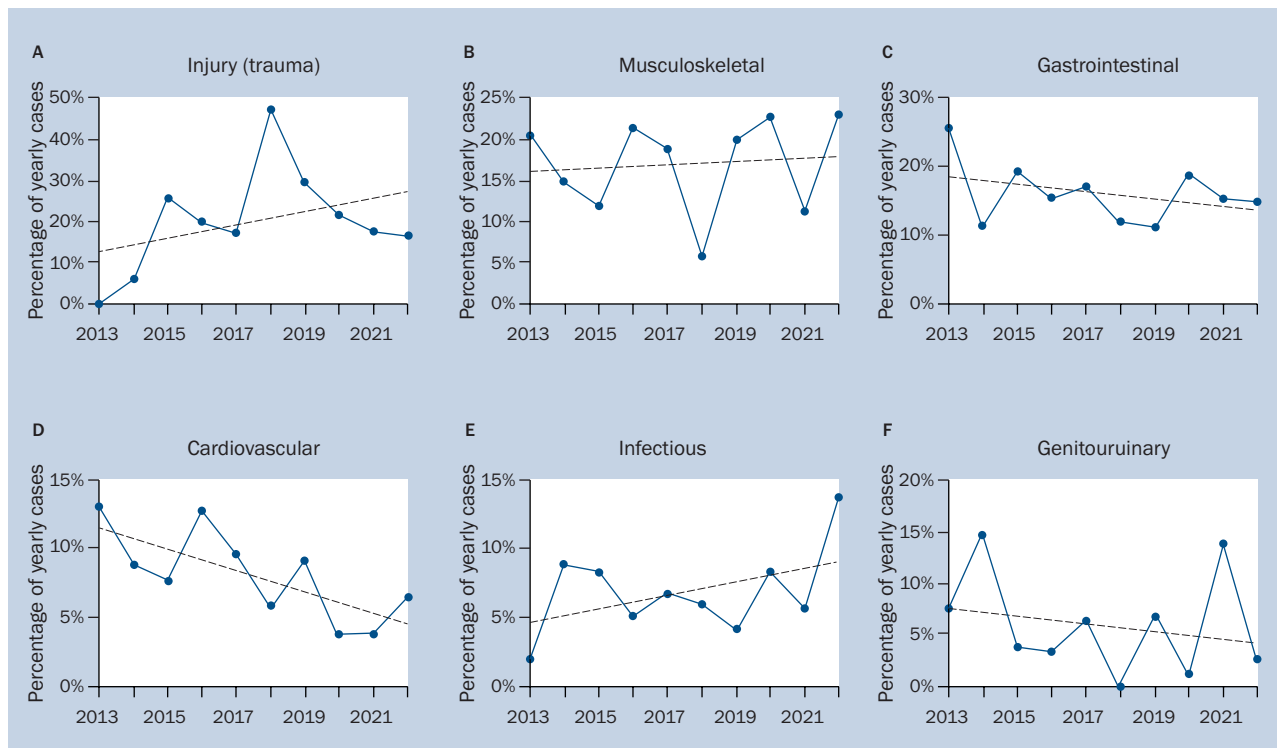 A
Injury (trauma)
Percentage of yearly cases
50%
40%
30%
20%
10%
0%
2013 2015 2017 2019 2021
B
Musculoskeletal
Percentage of yearly cases
25%
20%
15%
10%
5%
0%
2013 2015 2017 2019 2021
C
Gastrointestinal
Percentage of yearly cases
30%
20%
10%
0%
2013 2015 2017 2019 2021
D
Cardiovascular
Percentage of yearly cases
15%
10%
5%
0%
2013 2015 2017 2019 2021
E
Infectious
Percentage of yearly cases
15%
10%
5%
0%
2013 2015 2017 2019 2021
F
Genitouruinary
Percentage of yearly cases
20%
15%
10%
5%
0%
2013 2015 2017 2019 2021